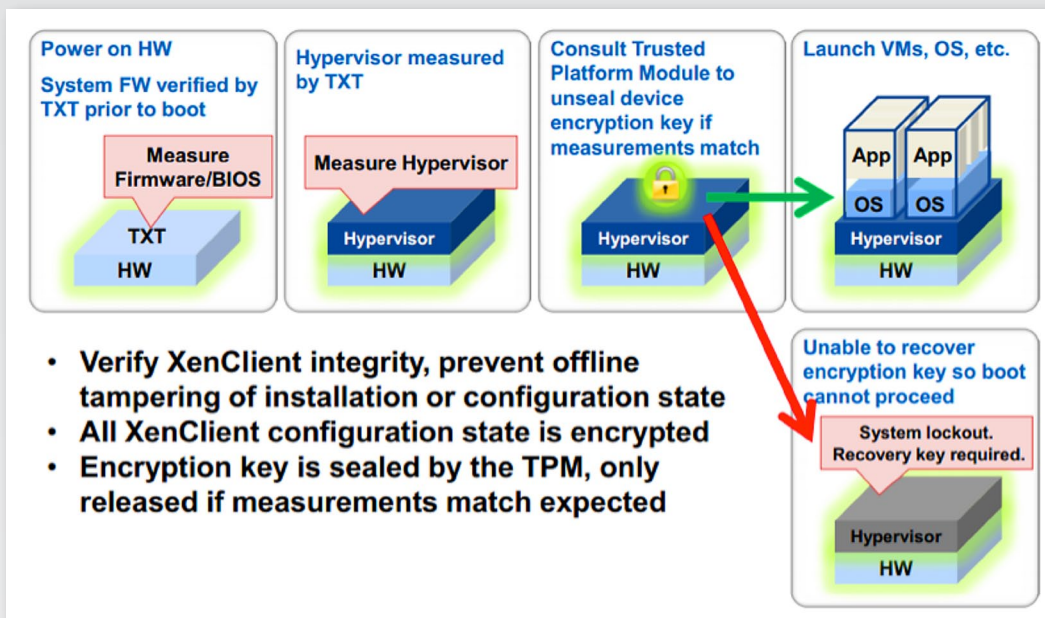 Power on HW
System FW verified by
TXT prior to boot
Measure
Firmware/BIOS
TXT
HW
Hypervisor measured
by TXT
Measure Hypervisor
Hypervisor
HW
Consult Trusted
Platform Module to
unseal device
encryption key if
measurements match
Hypervisor
HW
Launch VMs, OS, etc.
App
App
OS
OS
Hypervisor
HW
• Verify XenClient integrity, prevent offline
tampering of installation or configuration state
• All XenClient configuration state is encrypted
• Encryption key is sealed by the TPM, only
released if measurements match expected
Unable to recover
encryption key so boot
cannot proceed
System lockout.
Recovery key required.
Hypervisor
HW